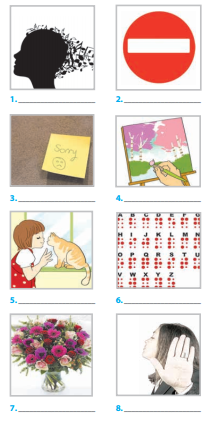 1.
2.
Sorry
3.
4.
A B C D E F G
H I J K L M N
O P Q R S T U
V W X Y Z
5.
6.
7.
8.